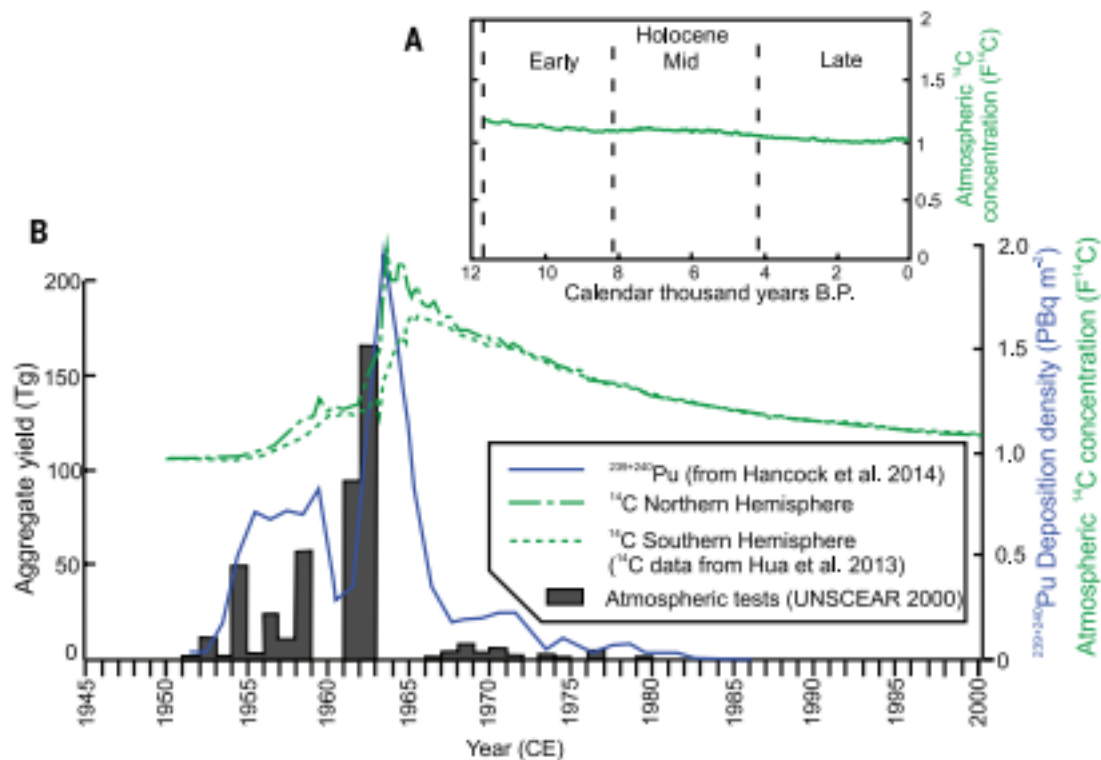 A
Holocene
Early Mid Late
2
1.5
1
0.5
0
Atmospheric ¹⁴C
concentration (F¹⁴C)
12 10 8 6 4 2 0
Calendar thousand years B.P.
B
200
150
100
50
0
Aggregate yield (Tg)
2.0
1.5
1.0
0.5
0
²³⁹⁺²⁴⁰Pu Deposition density (PBq m⁻²)
Atmospheric ¹⁴C concentration (F¹⁴C)
²³⁹⁺²⁴⁰Pu (from Hancock et al. 2014)
¹⁴C Northern Hemisphere
¹⁴C Southern Hemisphere
(¹⁴C data from Hua et al. 2013)
Atmospheric tests (UNSCEAR 2000)
1945 1950 1955 1960 1965 1970 1975 1980 1985 1990 1995 2000
Year (CE)